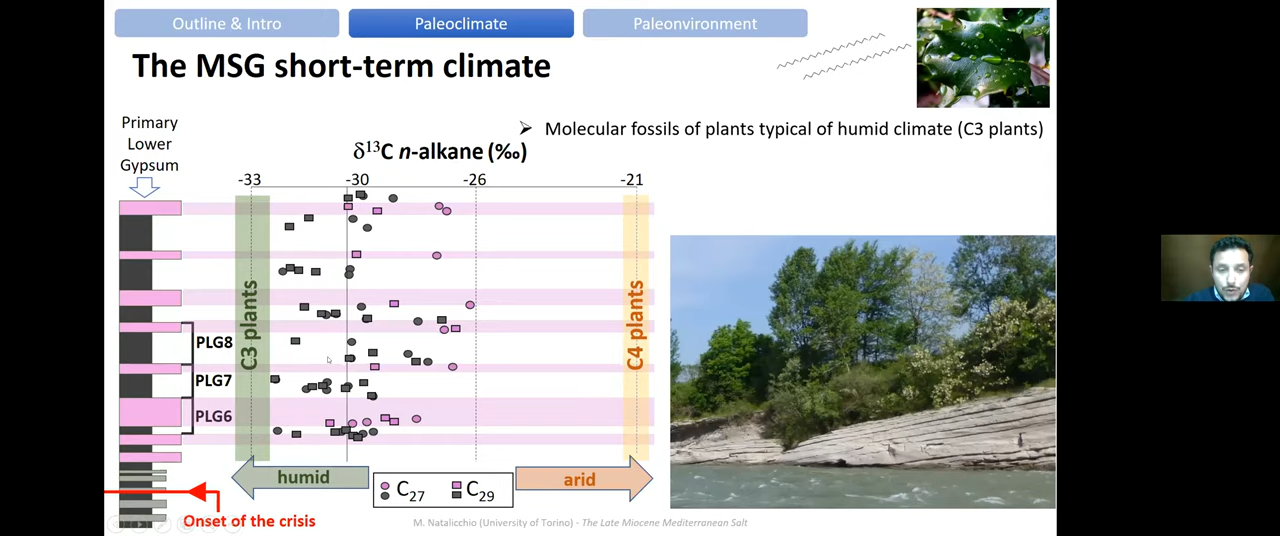 Outline & Intro
Paleoclimate
Paleonvironment
The MSG short-term climate
Primary
Lower
Gypsum
➢ Molecular fossils of plants typical of humid climate (C3 plants)
δ¹³C n-alkane (‰)
-33
-30
-26
-21
C3 plants
C4 plants
PLG8
PLG7
PLG6
humid
arid
C₂₇
C₂₉
Onset of the crisis
M. Natalicchio (University of Torino) - The Late Miocene Mediterranean Salt